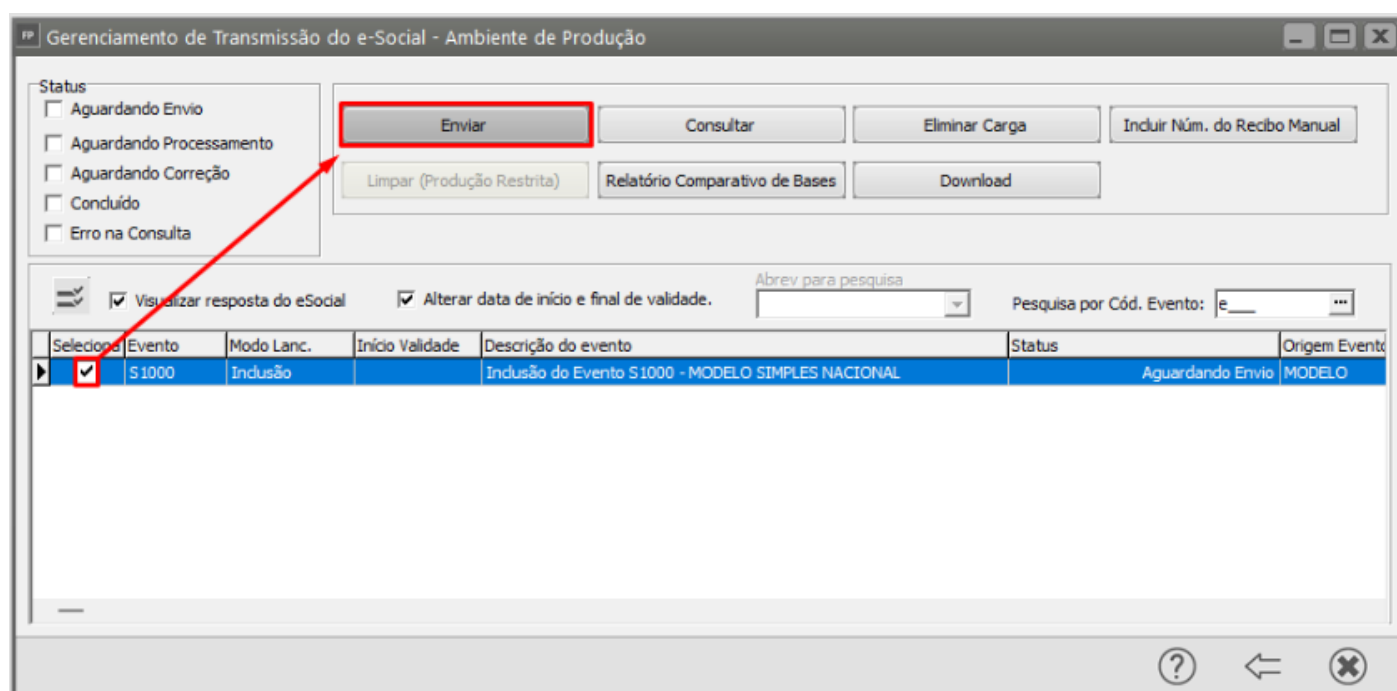 FP Gerenciamento de Transmissão do e-Social - Ambiente de Produção
Status
Aguardando Envio
Aguardando Processamento
Aguardando Correção
Concluído
Erro na Consulta
Enviar Consultar Eliminar Carga Incluir Núm. do Recibo Manual
Limpar (Produção Restrita) Relatório Comparativo de Bases Download
Abrev para pesquisa
Visualizar resposta do eSocial Alterar data de início e final de validade. Pesquisa por Cód. Evento: e___ ...
Seleciona Evento Modo Lanc. Início Validade Descrição do evento Status Origem Evento
S1000 Inclusão Inclusão do Evento S1000 - MODELO SIMPLES NACIONAL Aguardando Envio MODELO
?